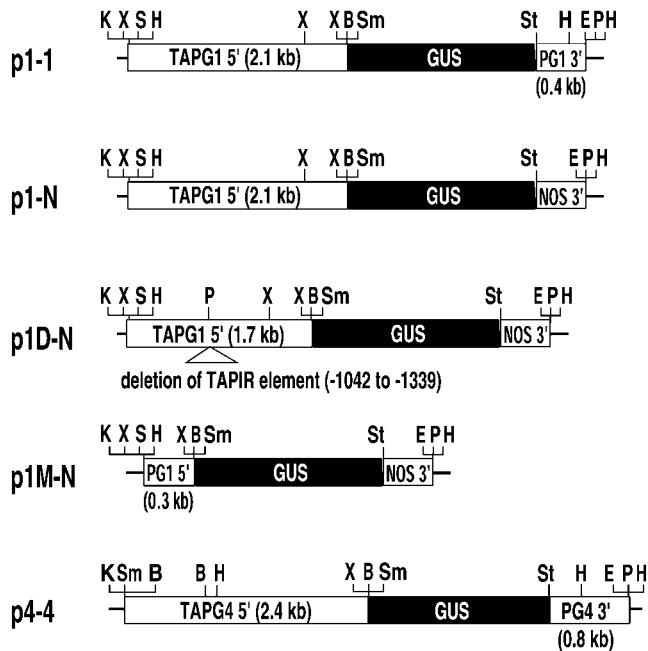 K X S H X X B Sm St H E P H
p1-1 TAPG1 5' (2.1 kb) GUS PG1 3'
(0.4 kb)
K X S H X X B Sm St E P H
p1-N TAPG1 5' (2.1 kb) GUS NOS 3'
K X S H P X X B Sm St E P H
p1D-N TAPG1 5' (1.7 kb) GUS NOS 3'
deletion of TAPIR element (-1042 to -1339)
K X S H X B Sm St E P H
p1M-N PG1 5' GUS NOS 3'
(0.3 kb)
K Sm B B H X B Sm St H E P H
p4-4 TAPG4 5' (2.4 kb) GUS PG4 3'
(0.8 kb)